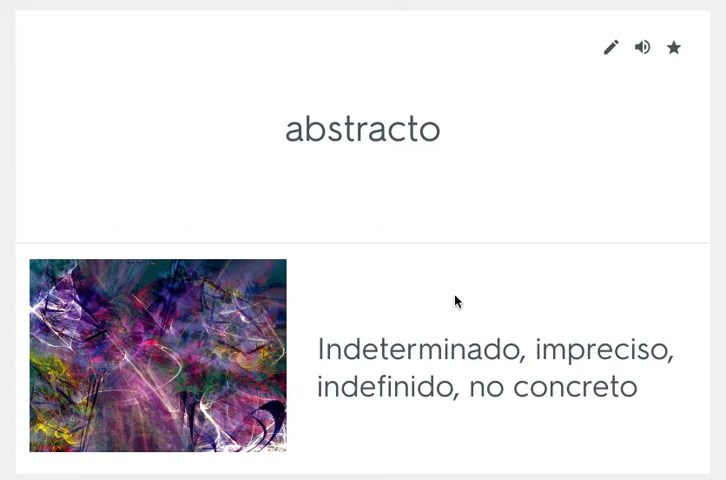 abstracto
Indeterminado, impreciso,
indefinido, no concreto